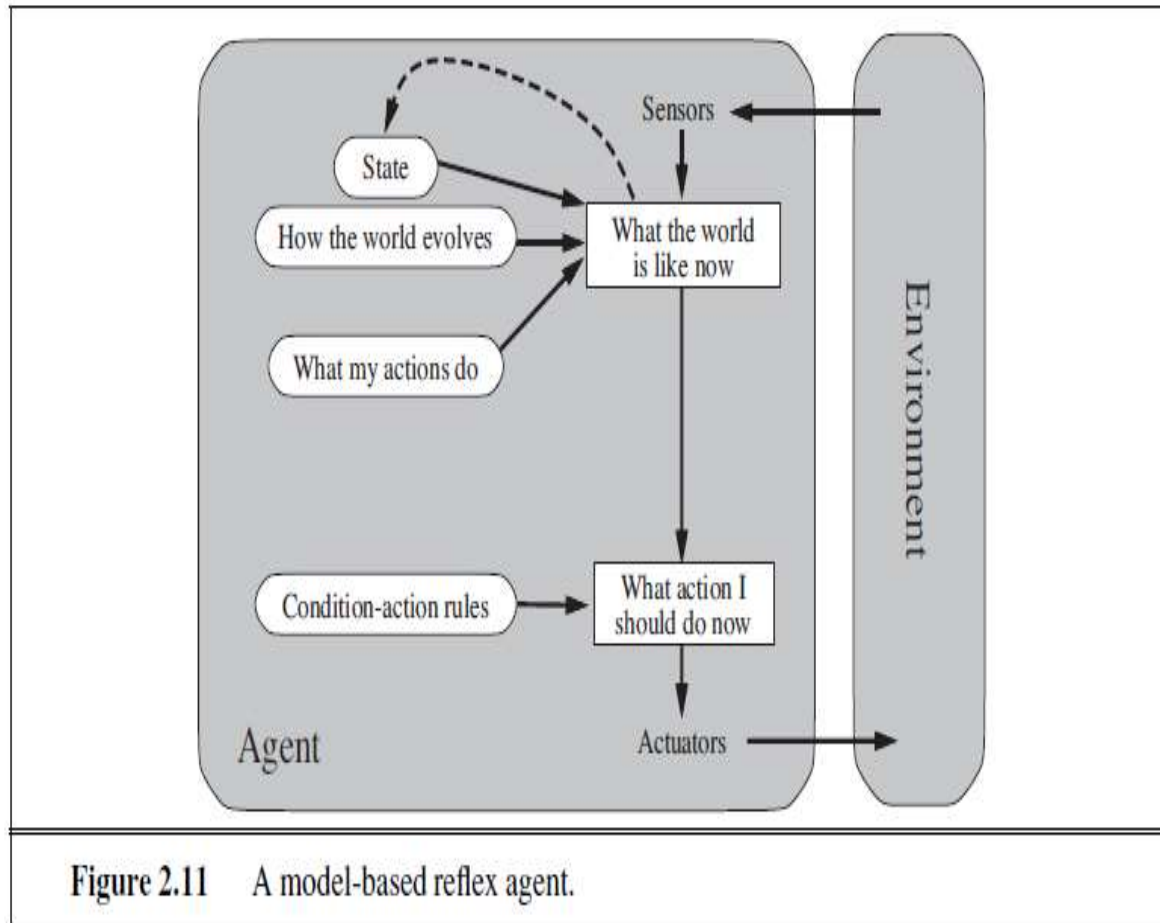 Sensors
State
How the world evolves
What the world
is like now
What my actions do
Environment
Condition-action rules
What action I
should do now
Agent
Actuators
Figure 2.11 A model-based reflex agent.